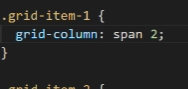 .grid-item-1 {
  grid-column: span 2;
}